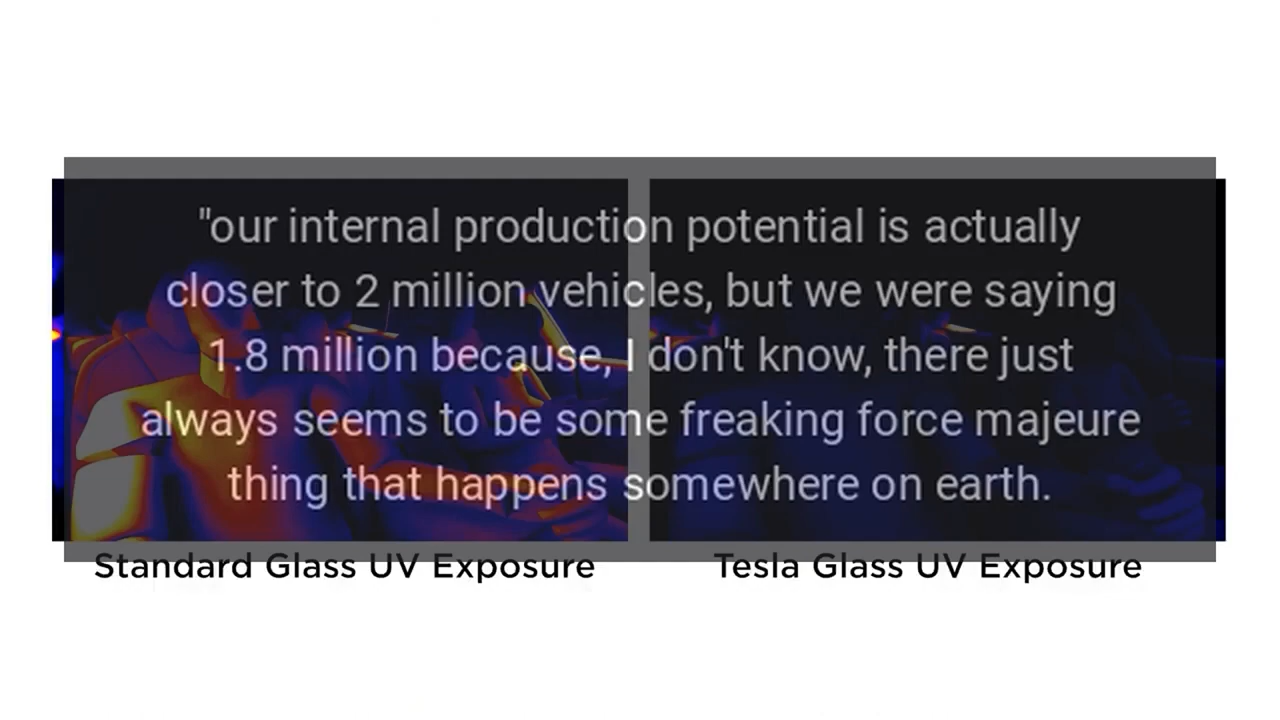 "our internal production potential is actually
closer to 2 million vehicles, but we were saying
1.8 million because, I don't know, there just
always seems to be some freaking force majeure
thing that happens somewhere on earth.
Standard Glass UV Exposure
Tesla Glass UV Exposure